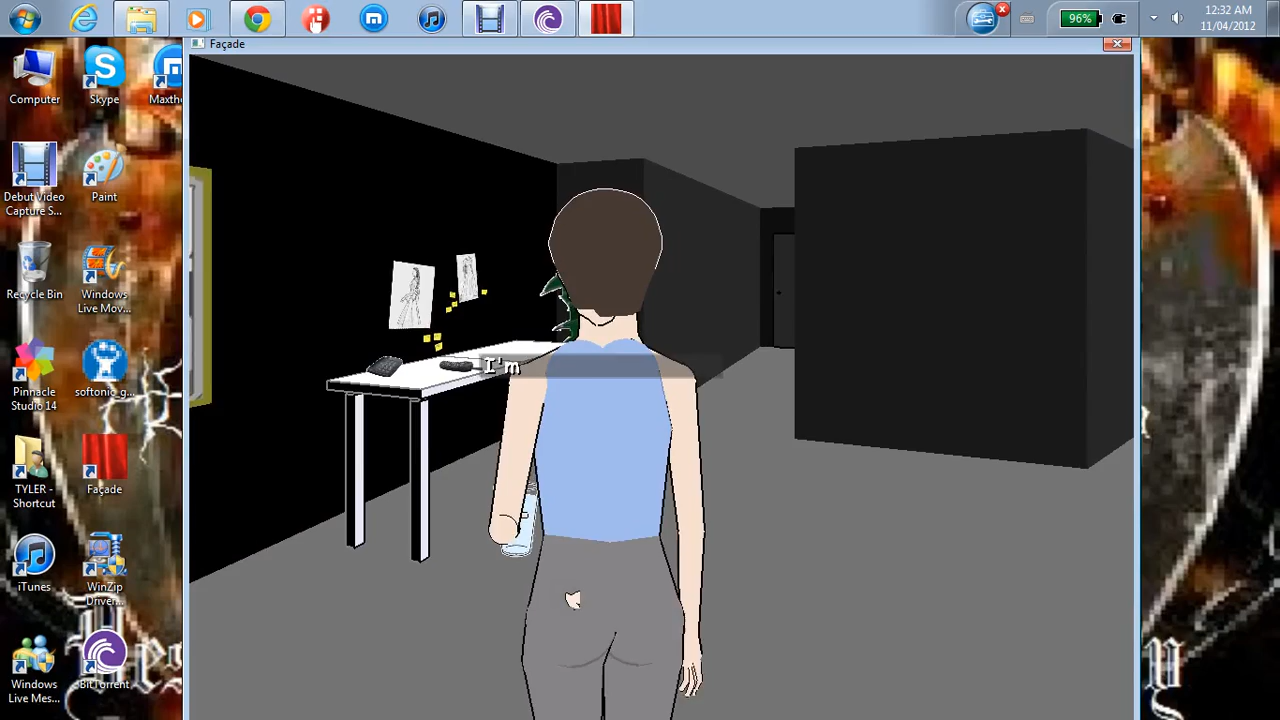 12:32 AM
96%
11/04/2012
Façade
Computer
Skype
Maxtho
Debut Video
Capture S...
Paint
Recycle Bin
Windows
Live Mov...
I'm
Pinnacle
Studio 14
softonic_g...
TYLER -
Shortcut
Façade
iTunes
WinZip
Driver...
Windows
Live Mes...
BitTorrent